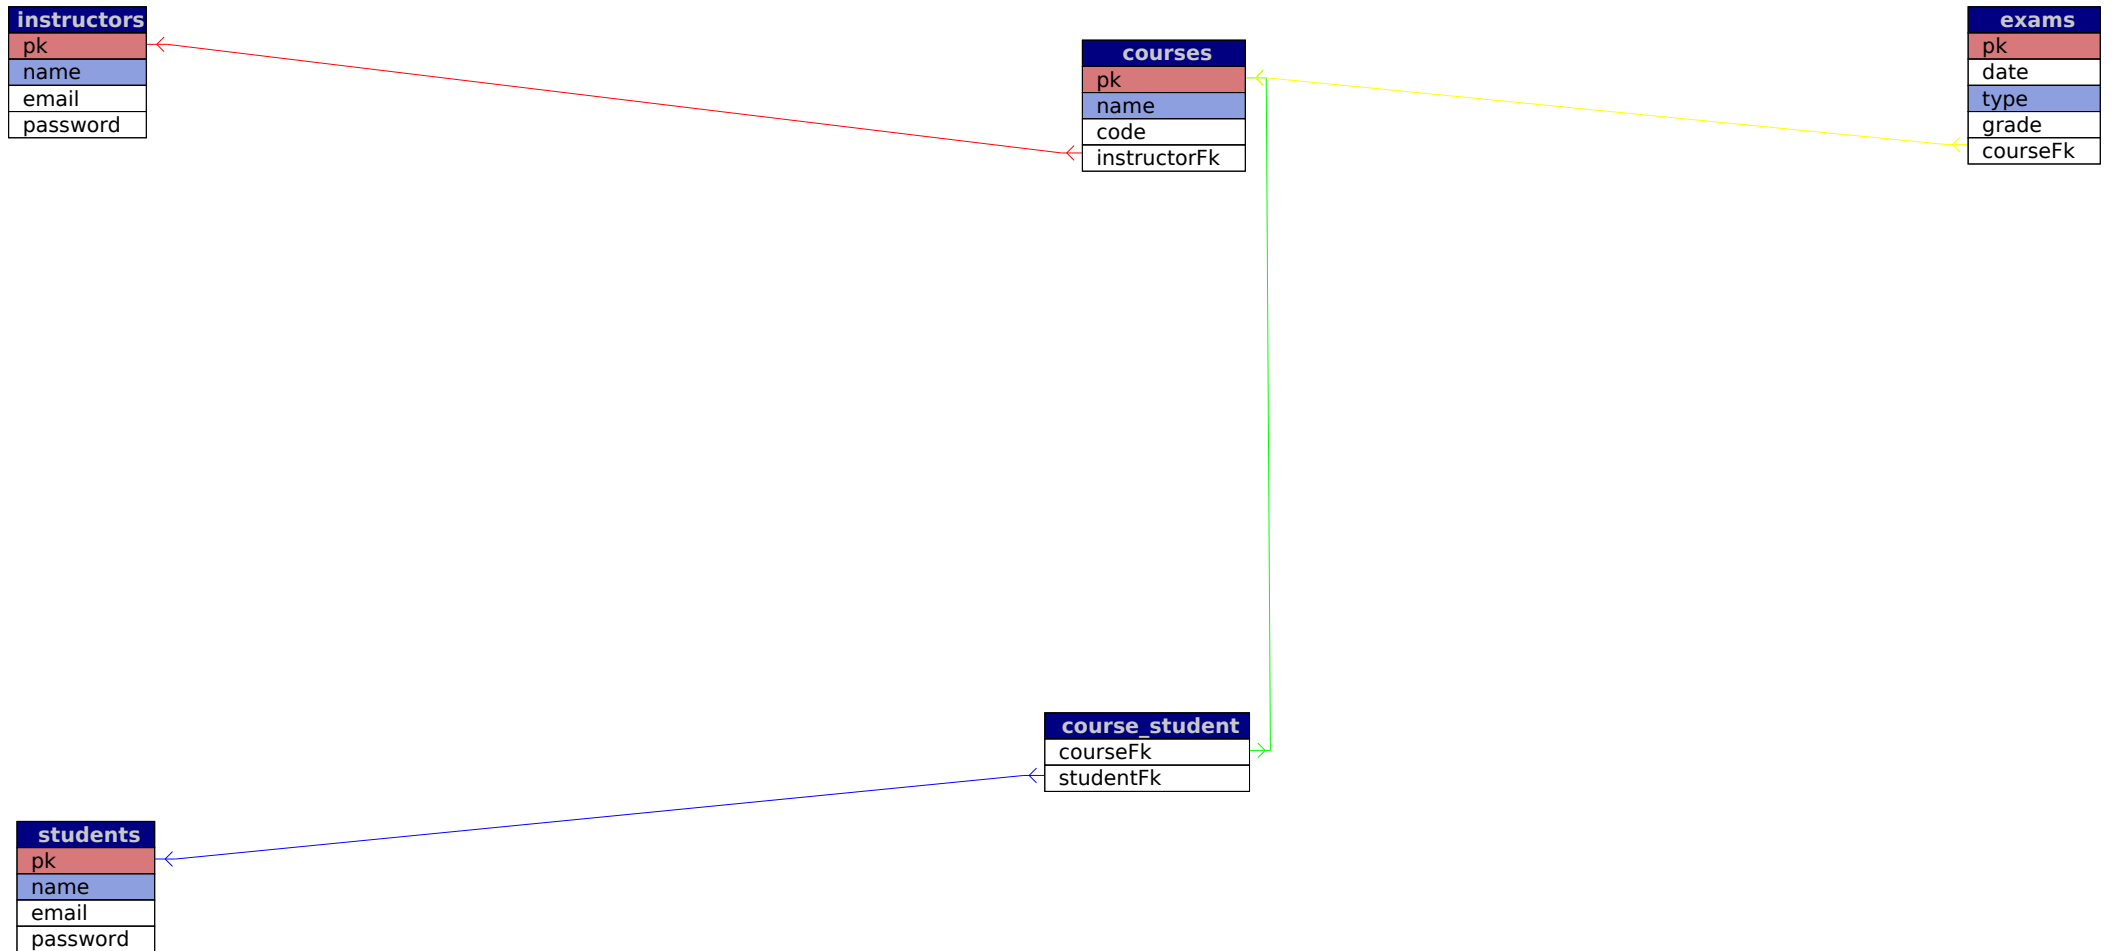 instructors
pk
name
email
password
courses
pk
name
code
instructorFk
exams
pk
date
type
grade
courseFk
course_student
courseFk
studentFk
students
pk
name
email
password